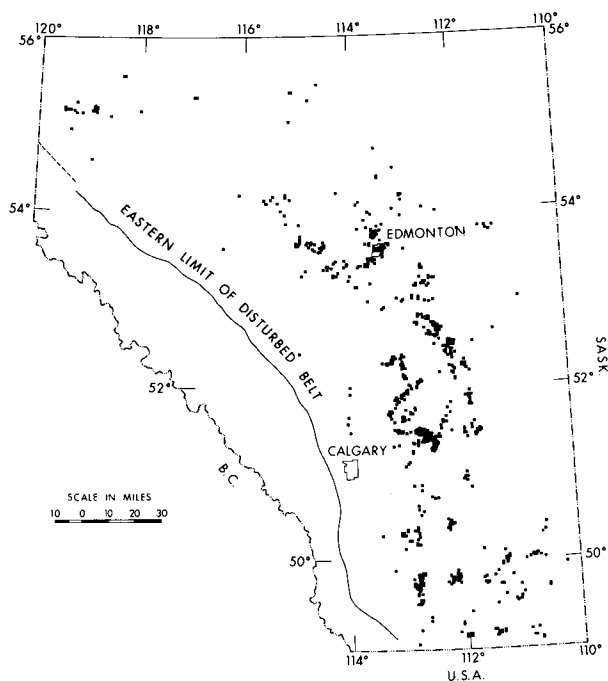 120°
118°
116°
114°
112°
110°
56°
56°
54°
54°
EDMONTON
EASTERN LIMIT OF DISTURBED BELT
SASK.
52°
52°
CALGARY
B.C.
SCALE IN MILES
10 0 10 20 30
50°
50°
114°
112°
110°
U.S.A.